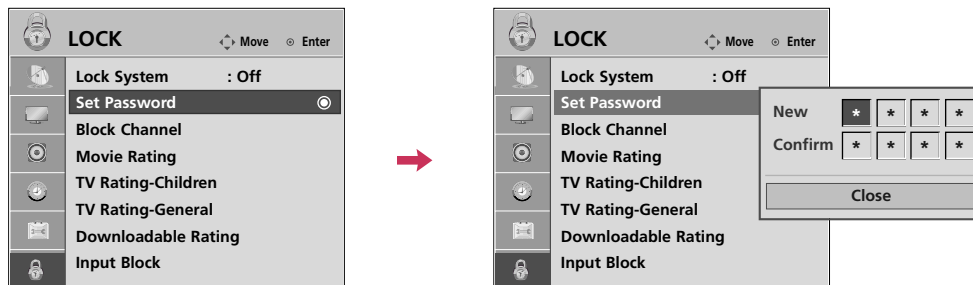 LOCK
Move
Enter
Lock System : Off
Set Password
Block Channel
Movie Rating
TV Rating-Children
TV Rating-General
Downloadable Rating
Input Block
LOCK
Move
Enter
Lock System : Off
Set Password
Block Channel
Movie Rating
TV Rating-Children
TV Rating-General
Downloadable Rating
Input Block
New * * * *
Confirm * * * *
Close